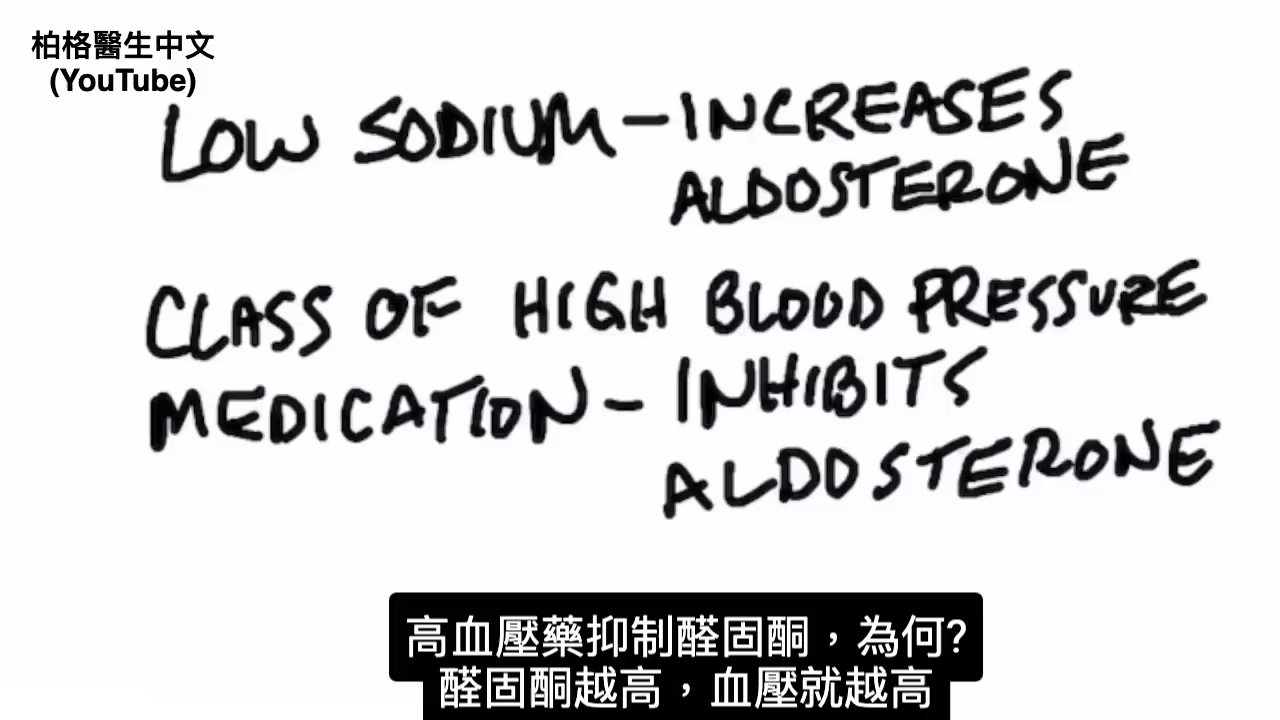 柏格醫生中文
(YouTube)
LOW SODIUM - INCREASES
ALDOSTERONE
CLASS OF HIGH BLOOD PRESSURE
MEDICATION - INHIBITS
ALDOSTERONE
高血壓藥抑制醛固酮，為何?
醛固酮越高，血壓就越高